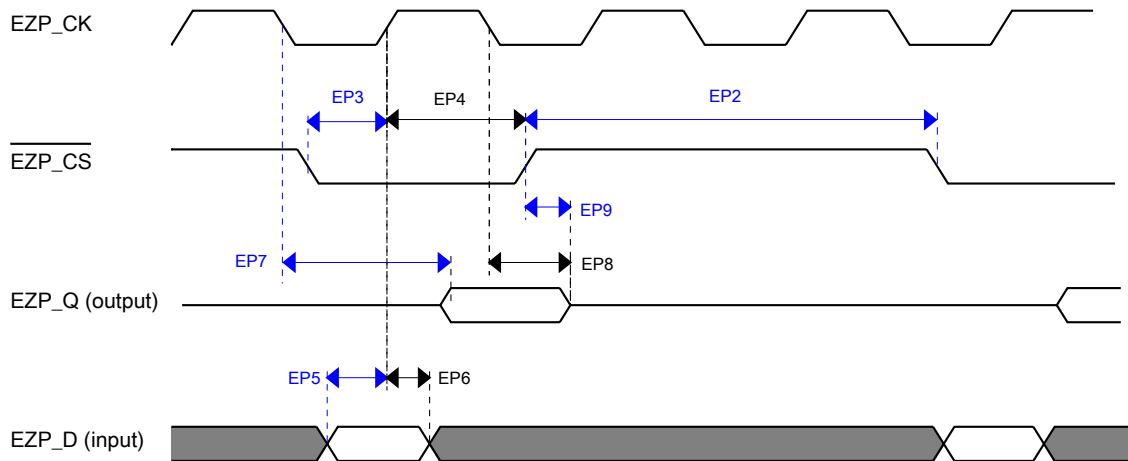 EZP_CK
EP3
EP4
EP2
EZP_CS
EP9
EP7
EP8
EZP_Q (output)
EP5
EP6
EZP_D (input)